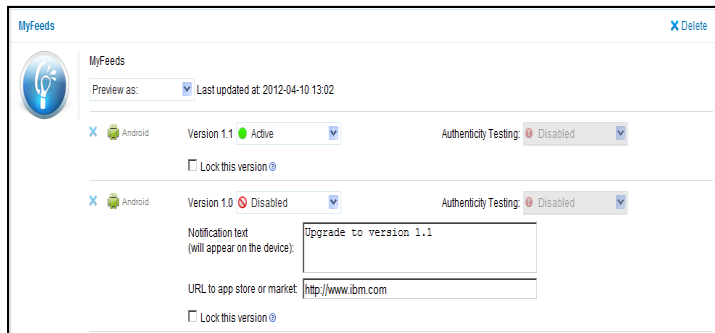 MyFeeds
Delete
MyFeeds
Preview as: Last updated at: 2012-04-10 13:02
Android Version 1.1 Active Authenticity Testing: Disabled
Lock this version
Android Version 1.0 Disabled Authenticity Testing: Disabled
Notification text
(will appear on the device):
Upgrade to version 1.1
URL to app store or market: http://www.ibm.com
Lock this version